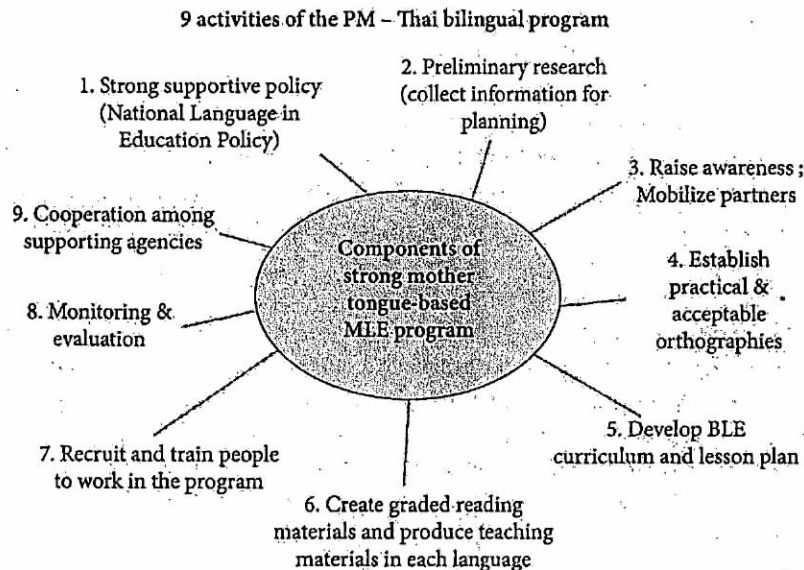 9 activities of the PM – Thai bilingual program
1. Strong supportive policy
(National Language in
Education Policy)
2. Preliminary research
(collect information for
planning)
3. Raise awareness ;
Mobilize partners
4. Establish
practical &
acceptable
orthographies
5. Develop BLE
curriculum and lesson plan
6. Create graded reading
materials and produce teaching
materials in each language
7. Recruit and train people
to work in the program
8. Monitoring &
evaluation
9. Cooperation among
supporting agencies
Components of
strong mother
tongue-based
MLE program